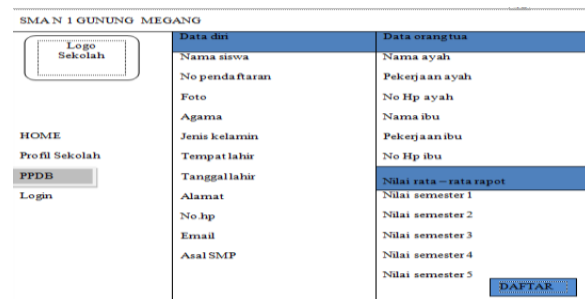 SMA N 1 GUNUNG MEGANG
Logo
Sekolah
HOME
Profil Sekolah
PPDB
Login
Data diri
Nama siswa
No pendaftaran
Foto
Agama
Jenis kelamin
Tempat lahir
Tanggal lahir
Alamat
No.hp
Email
Asal SMP
Data orang tua
Nama ayah
Pekerjaan ayah
No Hp ayah
Nama ibu
Pekerjaan ibu
No Hp ibu
Nilai rata – rata rapot
Nilai semester 1
Nilai semester 2
Nilai semester 3
Nilai semester 4
Nilai semester 5
DAFTAR